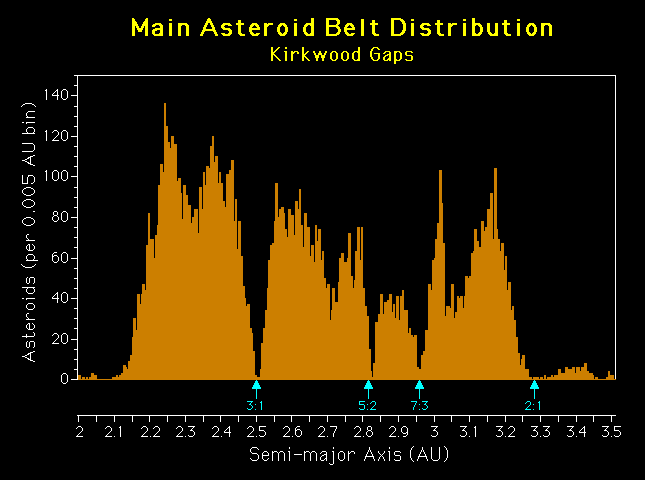 Main Asteroid Belt Distribution
Kirkwood Gaps
Asteroids (per 0.005 AU bin)
140
120
100
80
60
40
20
0
3:1 5:2 7:3 2:1
2 2.1 2.2 2.3 2.4 2.5 2.6 2.7 2.8 2.9 3 3.1 3.2 3.3 3.4 3.5
Semi-major Axis (AU)